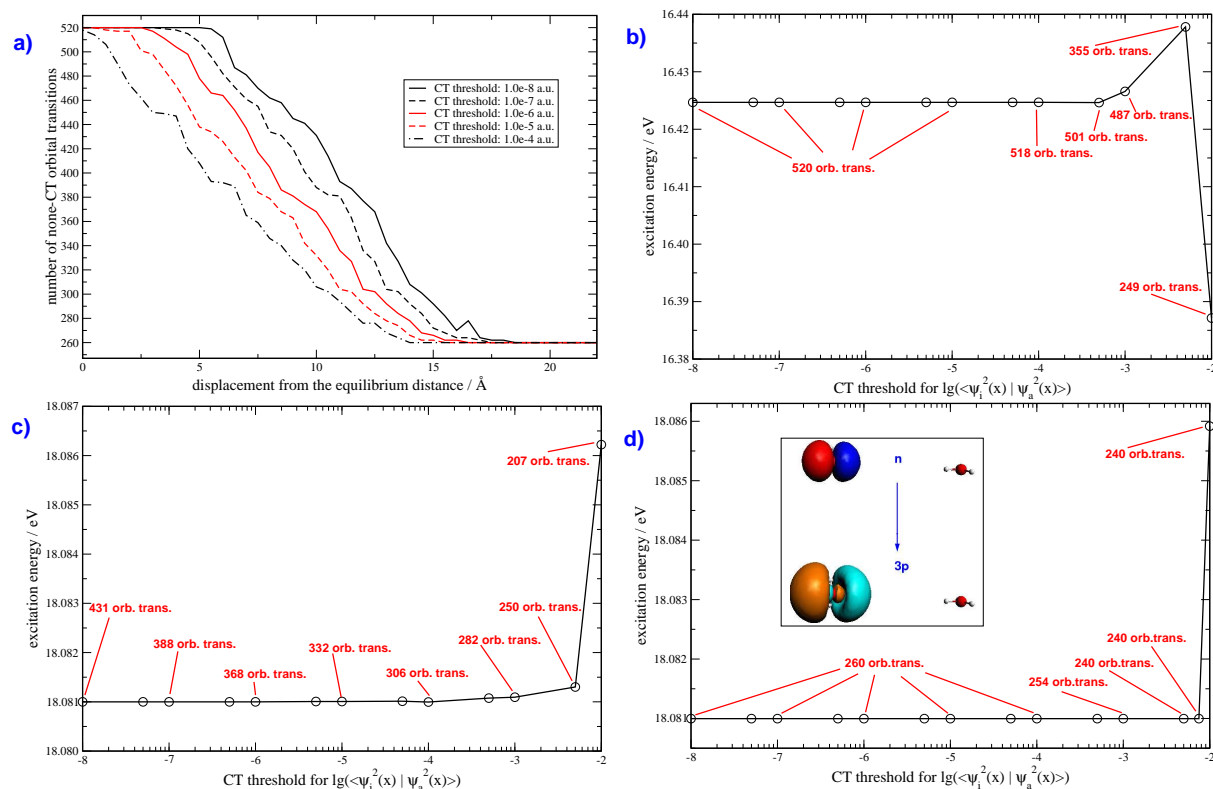 a)
520
500
480
460
440
420
400
380
360
340
320
300
280
260
number of none-CT orbital transitions
CT threshold: 1.0e-8 a.u.
CT threshold: 1.0e-7 a.u.
CT threshold: 1.0e-6 a.u.
CT threshold: 1.0e-5 a.u.
CT threshold: 1.0e-4 a.u.
0 5 10 15 20
displacement from the equilibrium distance / Å
b)
16.44
16.43
16.42
16.41
16.40
16.39
16.38
excitation energy / eV
355 orb. trans.
487 orb. trans.
501 orb. trans.
518 orb. trans.
520 orb. trans.
249 orb. trans.
-8 -7 -6 -5 -4 -3 -2
CT threshold for lg(<ψi²(x) | ψa²(x)>)
c)
18.087
18.086
18.084
18.083
18.082
18.080
excitation energy / eV
207 orb. trans.
431 orb. trans.
388 orb. trans.
368 orb. trans.
332 orb. trans.
306 orb. trans.
282 orb. trans.
250 orb. trans.
-8 -7 -6 -5 -4 -3 -2
CT threshold for lg(<ψi²(x) | ψa²(x)>)
d)
18.086
18.085
18.084
18.083
18.082
18.081
excitation energy / eV
n
3p
240 orb.trans.
240 orb.trans.
240 orb.trans.
254 orb.trans.
260 orb.trans.
-8 -7 -6 -5 -4 -3 -2
CT threshold for lg(<ψi²(x) | ψa²(x)>)